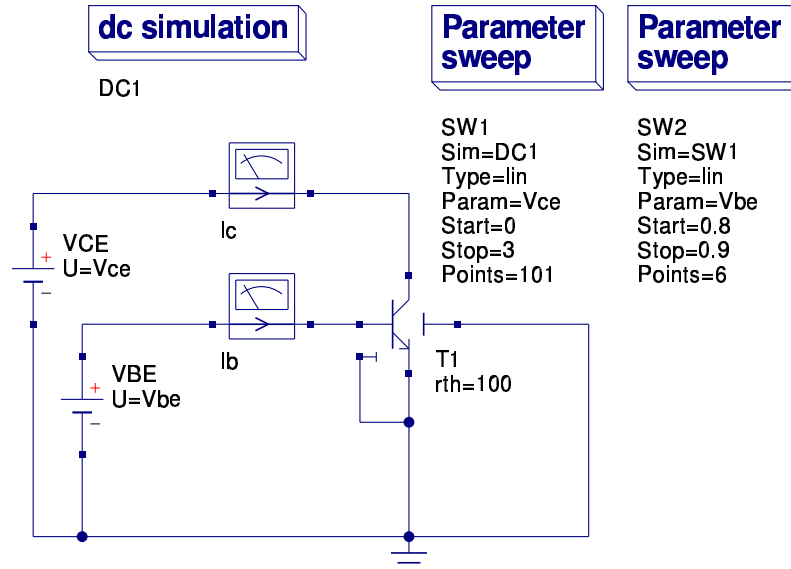 dc simulation
DC1
Parameter
sweep
SW1
Sim=DC1
Type=lin
Param=Vce
Start=0
Stop=3
Points=101
Parameter
sweep
SW2
Sim=SW1
Type=lin
Param=Vbe
Start=0.8
Stop=0.9
Points=6
Ic
VCE
U=Vce
+
−
Ib
VBE
U=Vbe
+
−
T1
rth=100